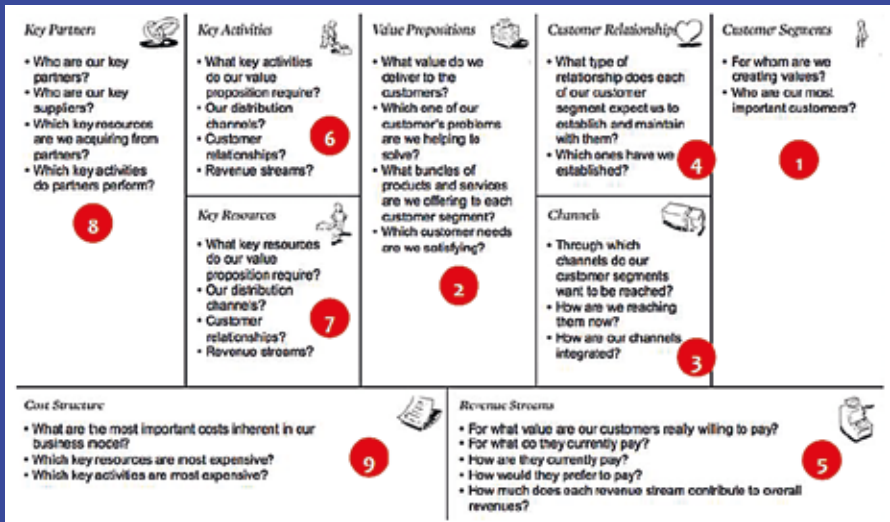 Key Partners
• Who are our key
partners?
• Who are our key
suppliers?
• Which key resources
are we acquiring from
partners?
• Which key activities
do partners perform?
8
Key Activities
• What key activities
do our value
proposition require?
• Our distribution
channels?
• Customer
relationships?
• Revenue streams?
6
Key Resources
• What key resources
do our value
proposition require?
• Our distribution
channels?
• Customer
relationships?
• Revenue streams?
7
Value Propositions
• What value do we
deliver to the
customers?
• Which one of our
customer's problems
are we helping to
solve?
• What bundles of
products and services
are we offering to each
customer segment?
• Which customer needs
are we satisfying?
2
Customer Relationship
• What type of
relationship does each
of our customer
segment expect us to
establish and maintain
with them?
• Which ones have we
established?
4
Channels
• Through which
channels do our
customer segments
want to be reached?
• How are we reaching
them now?
• How are our channels
integrated?
3
Customer Segments
• For whom are we
creating values?
• Who are our most
important customers?
1
Cost Structure
• What are the most important costs inherent in our
business model?
• Which key resources are most expensive?
• Which key activities are most expensive?
9
Revenue Streams
• For what value are our customers really willing to pay?
• For what do they currently pay?
• How are they currently pay?
• How would they prefer to pay?
• How much does each revenue stream contribute to overall
revenues?
5